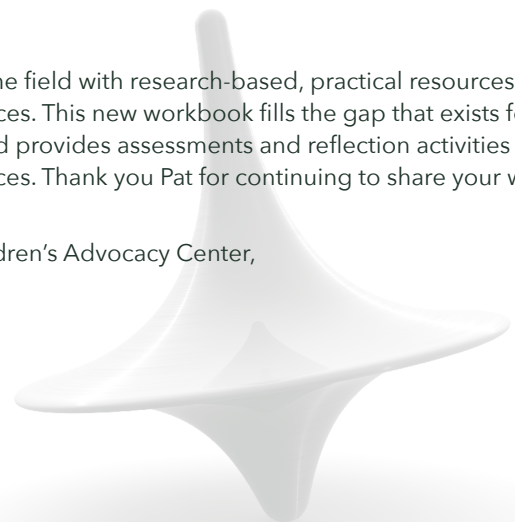 ne field with research-based, practical resources
ces. This new workbook fills the gap that exists f
d provides assessments and reflection activities
ces. Thank you Pat for continuing to share your w
dren's Advocacy Center,